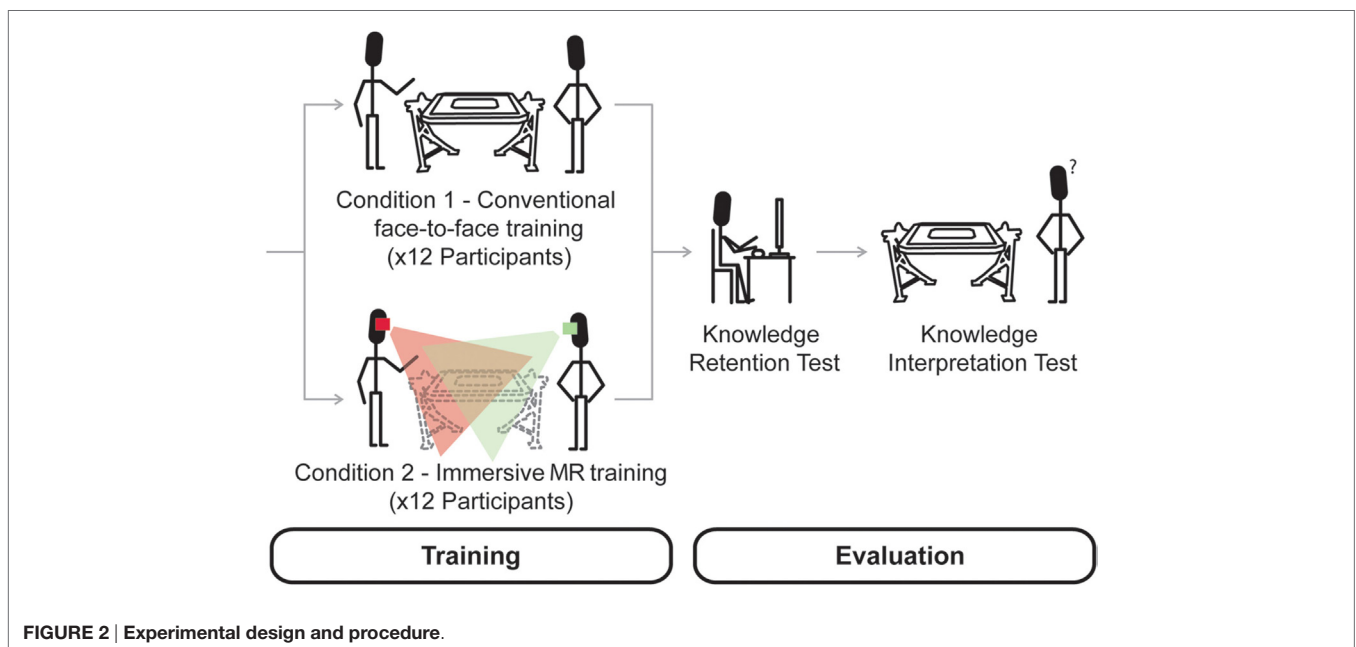 Condition 1 - Conventional
face-to-face training
(x12 Participants)
?
Knowledge
Retention Test
Knowledge
Interpretation Test
Condition 2 - Immersive MR training
(x12 Participants)
Training
Evaluation
FIGURE 2 | Experimental design and procedure.